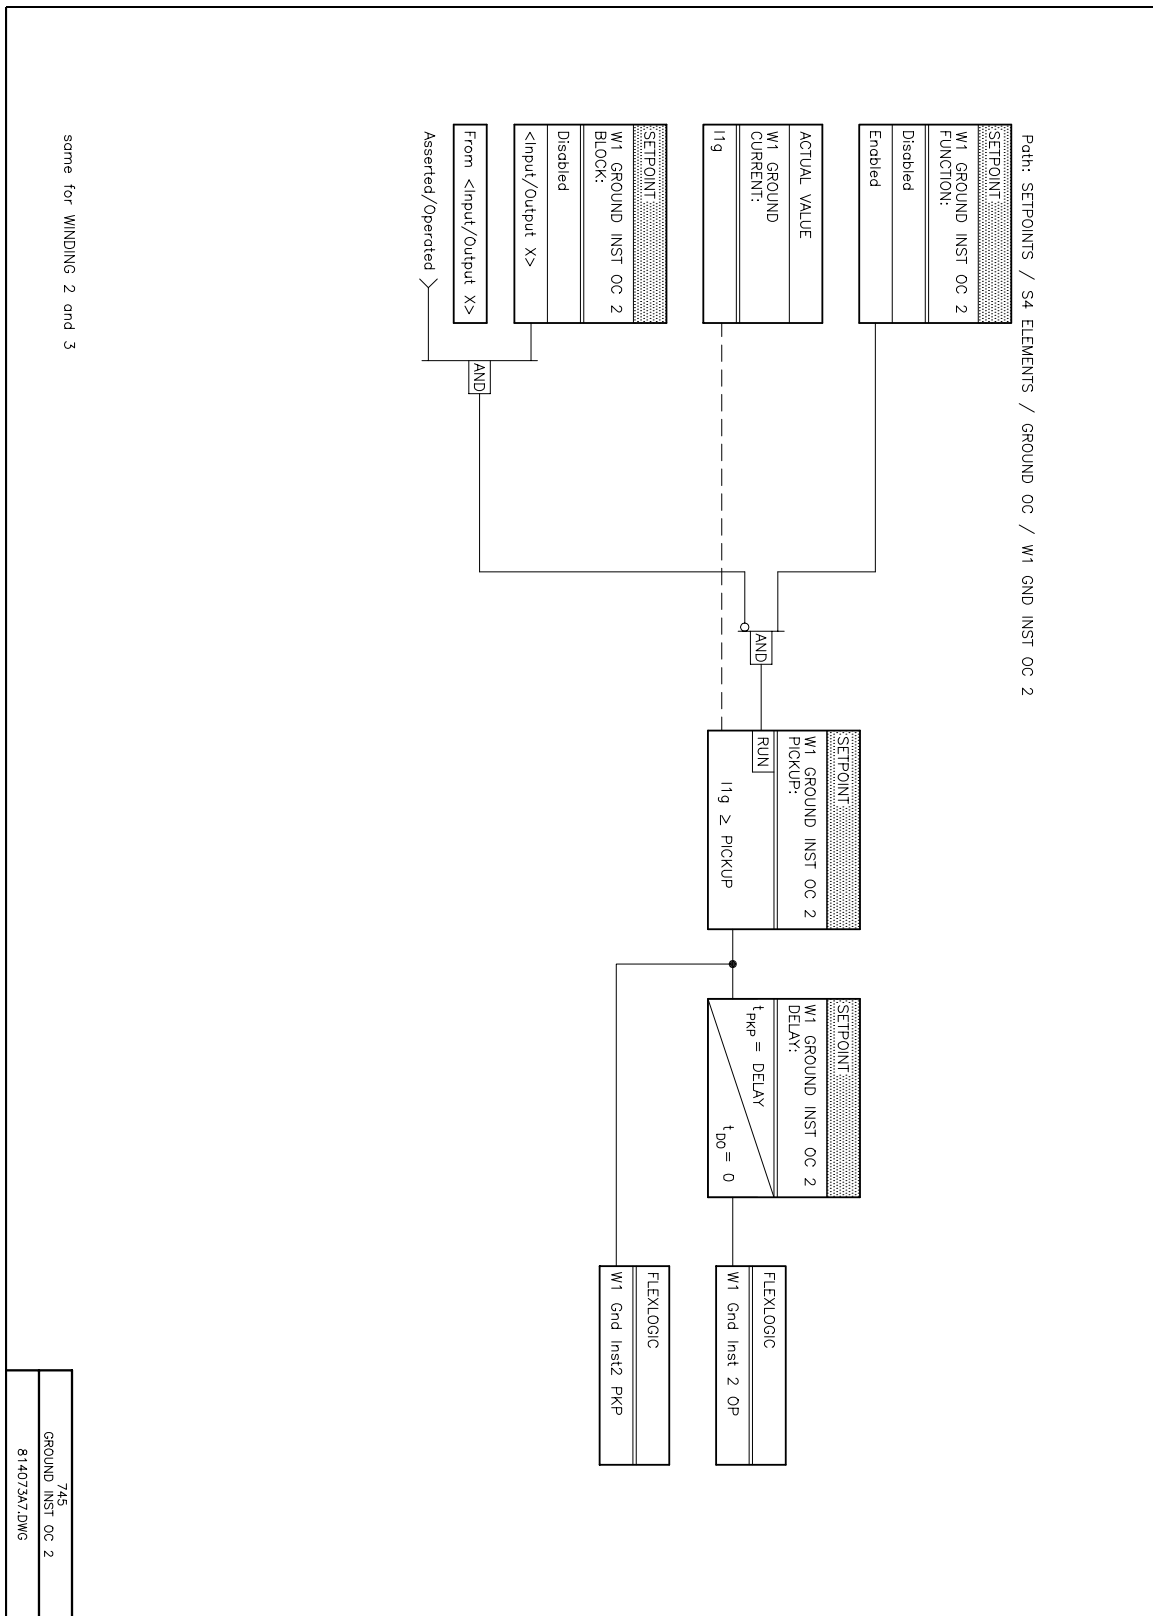 Path: SETPOINTS / S4 ELEMENTS / GROUND OC / W1 GND INST OC 2
SETPOINT
W1 GROUND INST OC 2
FUNCTION:
Disabled
Enabled
ACTUAL VALUE
W1 GROUND
CURRENT:
I1g
SETPOINT
W1 GROUND INST OC 2
BLOCK:
Disabled
<Input/Output X>
From <Input/Output X>
Asserted/Operated
AND
AND
SETPOINT
W1 GROUND INST OC 2
PICKUP:
RUN
I1g ≥ PICKUP
SETPOINT
W1 GROUND INST OC 2
DELAY:
tPKP = DELAY
tDO = 0
FLEXLOGIC
W1 Gnd Inst 2 OP
FLEXLOGIC
W1 Gnd Inst2 PKP
same for WINDING 2 and 3
745
GROUND INST OC 2
814073A7.DWG